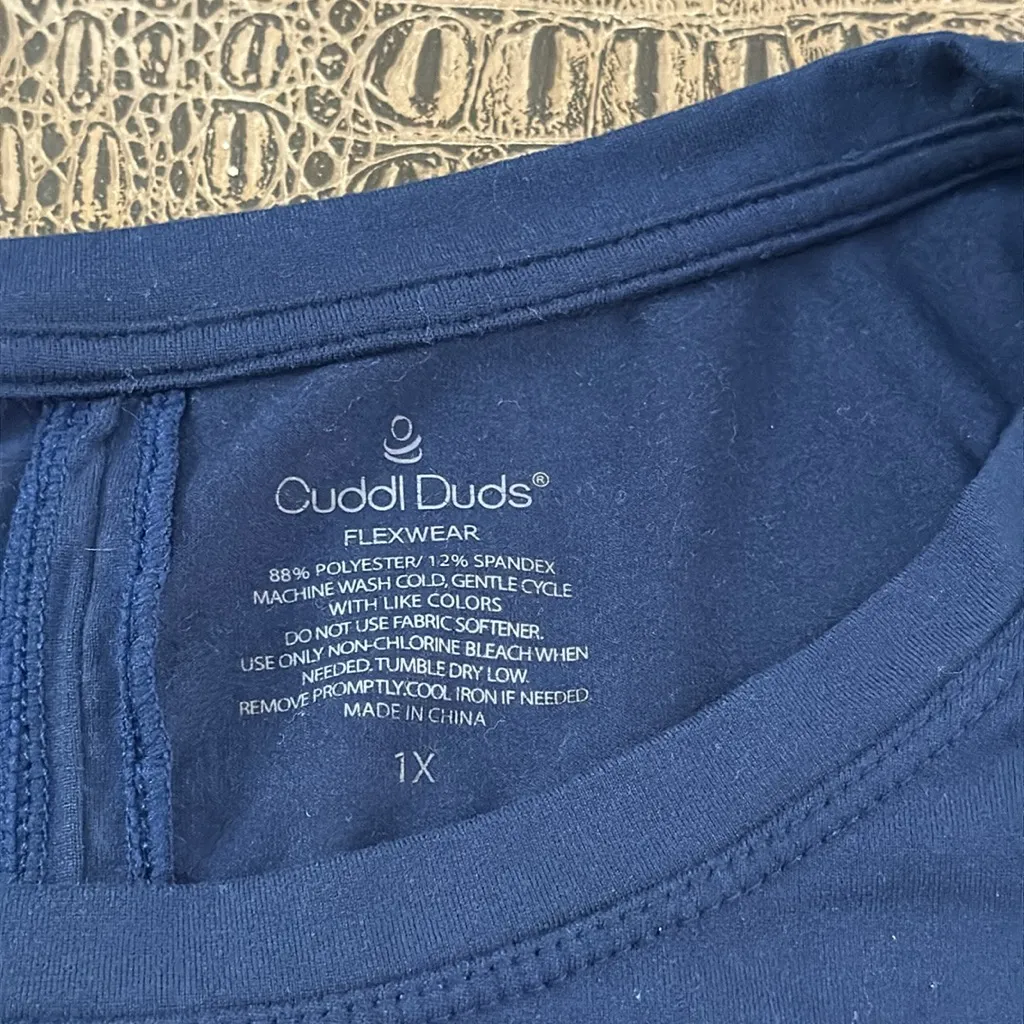 Cuddl Duds®
FLEXWEAR
88% POLYESTER/ 12% SPANDEX
MACHINE WASH COLD, GENTLE CYCLE
WITH LIKE COLORS
DO NOT USE FABRIC SOFTENER.
USE ONLY NON-CHLORINE BLEACH WHEN
NEEDED. TUMBLE DRY LOW.
REMOVE PROMPTLY.COOL IRON IF NEEDED.
MADE IN CHINA
1X